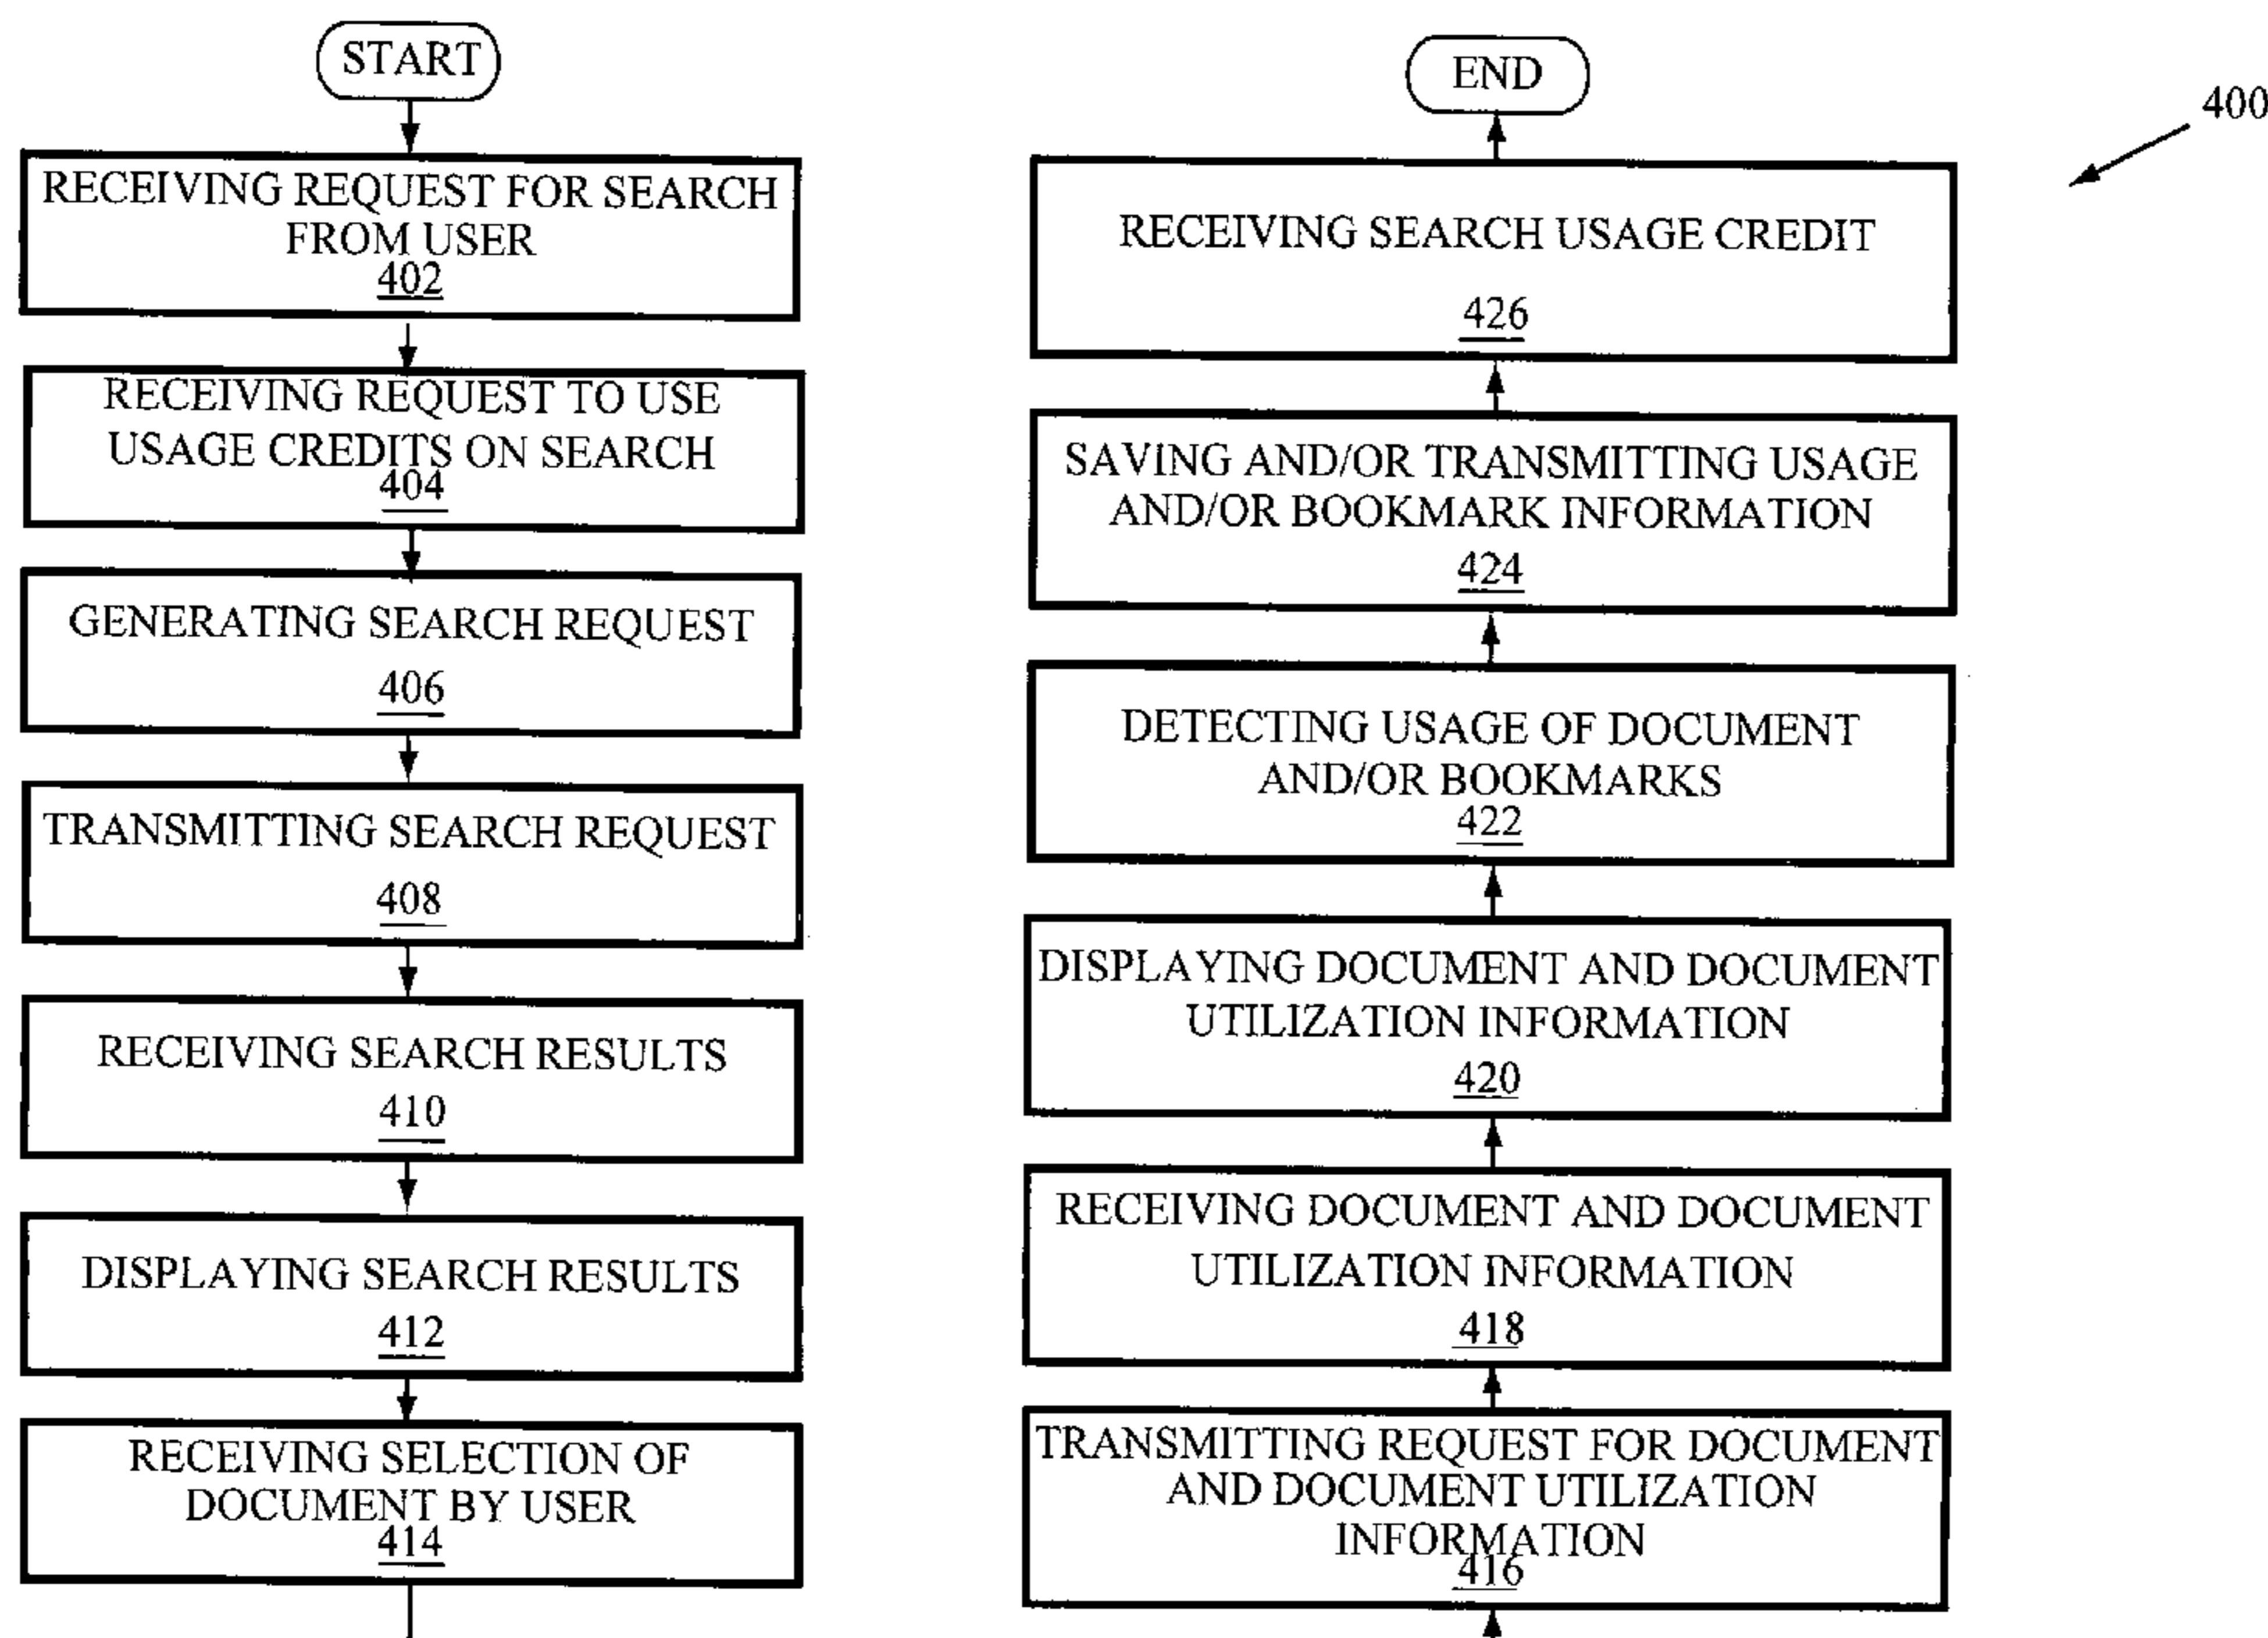 START
RECEIVING REQUEST FOR SEARCH
FROM USER
402
RECEIVING REQUEST TO USE
USAGE CREDITS ON SEARCH
404
GENERATING SEARCH REQUEST
406
TRANSMITTING SEARCH REQUEST
408
RECEIVING SEARCH RESULTS
410
DISPLAYING SEARCH RESULTS
412
RECEIVING SELECTION OF
DOCUMENT BY USER
414
END
RECEIVING SEARCH USAGE CREDIT
426
SAVING AND/OR TRANSMITTING USAGE
AND/OR BOOKMARK INFORMATION
424
DETECTING USAGE OF DOCUMENT
AND/OR BOOKMARKS
422
DISPLAYING DOCUMENT AND DOCUMENT
UTILIZATION INFORMATION
420
RECEIVING DOCUMENT AND DOCUMENT
UTILIZATION INFORMATION
418
TRANSMITTING REQUEST FOR DOCUMENT
AND DOCUMENT UTILIZATION
INFORMATION
416
400